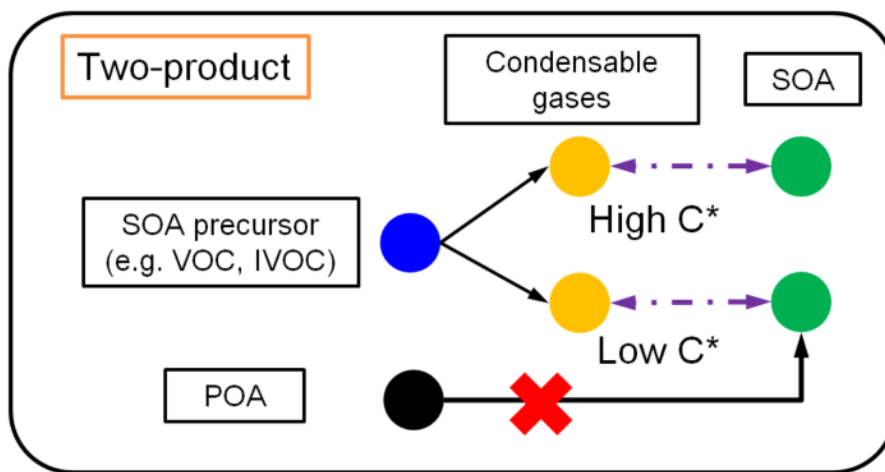 Two-product
Condensable
gases
SOA
SOA precursor
(e.g. VOC, IVOC)
High C*
Low C*
POA